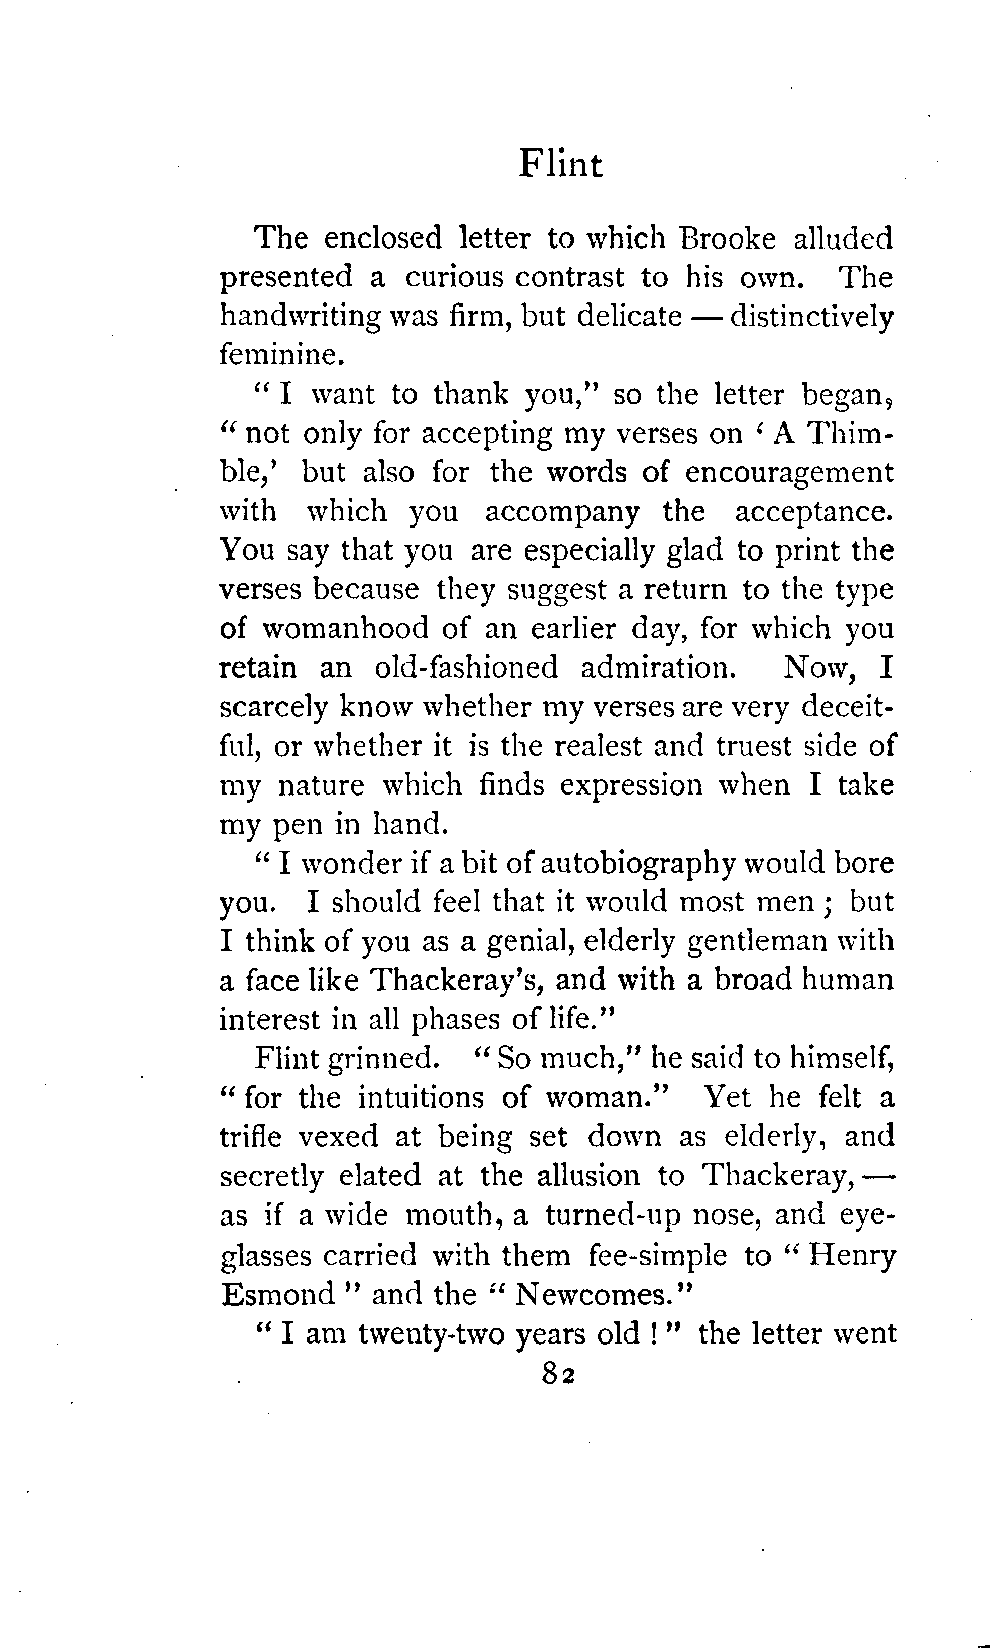 Flint
The enclosed letter to which Brooke alluded
presented a curious contrast to his own. The
handwriting was firm, but delicate — distinctively
feminine.
" I want to thank you," so the letter began,
" not only for accepting my verses on ' A Thim-
ble,' but also for the words of encouragement
with which you accompany the acceptance.
You say that you are especially glad to print the
verses because they suggest a return to the type
of womanhood of an earlier day, for which you
retain an old-fashioned admiration. Now, I
scarcely know whether my verses are very deceit-
ful, or whether it is the realest and truest side of
my nature which finds expression when I take
my pen in hand.
" I wonder if a bit of autobiography would bore
you. I should feel that it would most men ; but
I think of you as a genial, elderly gentleman with
a face like Thackeray's, and with a broad human
interest in all phases of life."
Flint grinned. " So much," he said to himself,
" for the intuitions of woman." Yet he felt a
trifle vexed at being set down as elderly, and
secretly elated at the allusion to Thackeray, —
as if a wide mouth, a turned-up nose, and eye-
glasses carried with them fee-simple to " Henry
Esmond " and the " Newcomes."
" I am twenty-two years old ! " the letter went
82